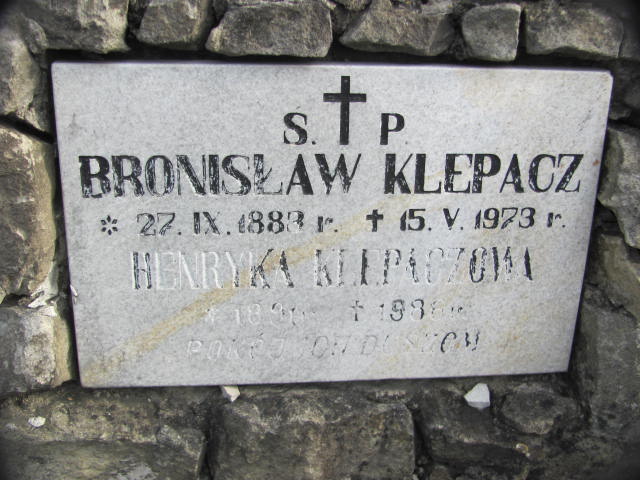 Ś. † P.
BRONISŁAW KLEPACZ
* 27. IX. 1883 r. † 15. V. 1973 r.
HENRYKA KLEPACZOWA
POKÓJ ICH DUSZOM